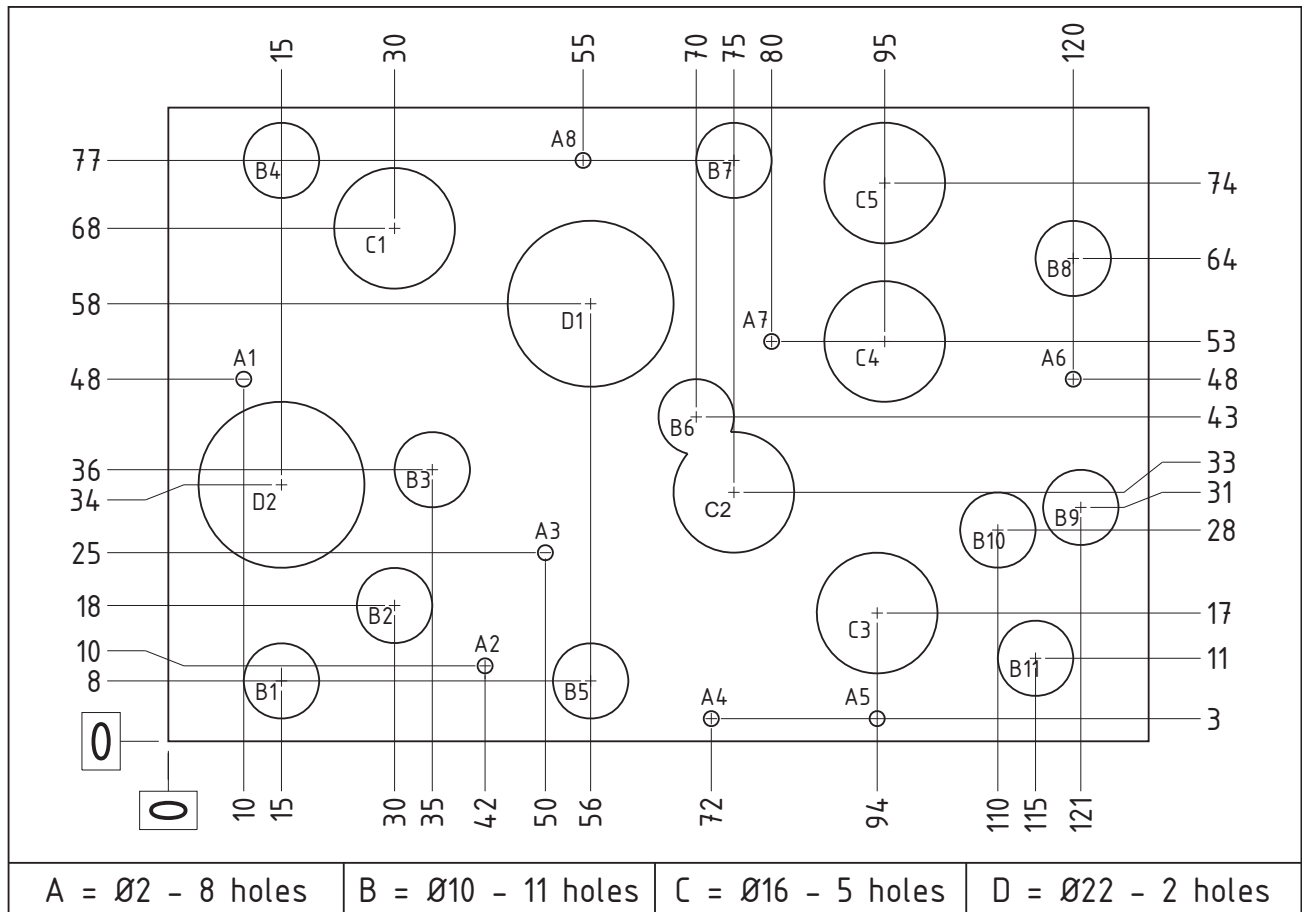 15 30 55 70 75 80 95 120
A8
77 B4 B7
C5 74
68 C1
B8 64
58 D1
A7
C4 53
A1 A6
48 48
B6 43
36 B3 33
34 D2 C2 31
B9
A3 B10 28
25
18 B2 C3 17
10 A2 B11 11
8 B1 B5
A4 A5 3
0
0 10 15 30 35 42 50 56 72 94 110 115 121
A = Ø2 - 8 holes B = Ø10 - 11 holes C = Ø16 - 5 holes D = Ø22 - 2 holes